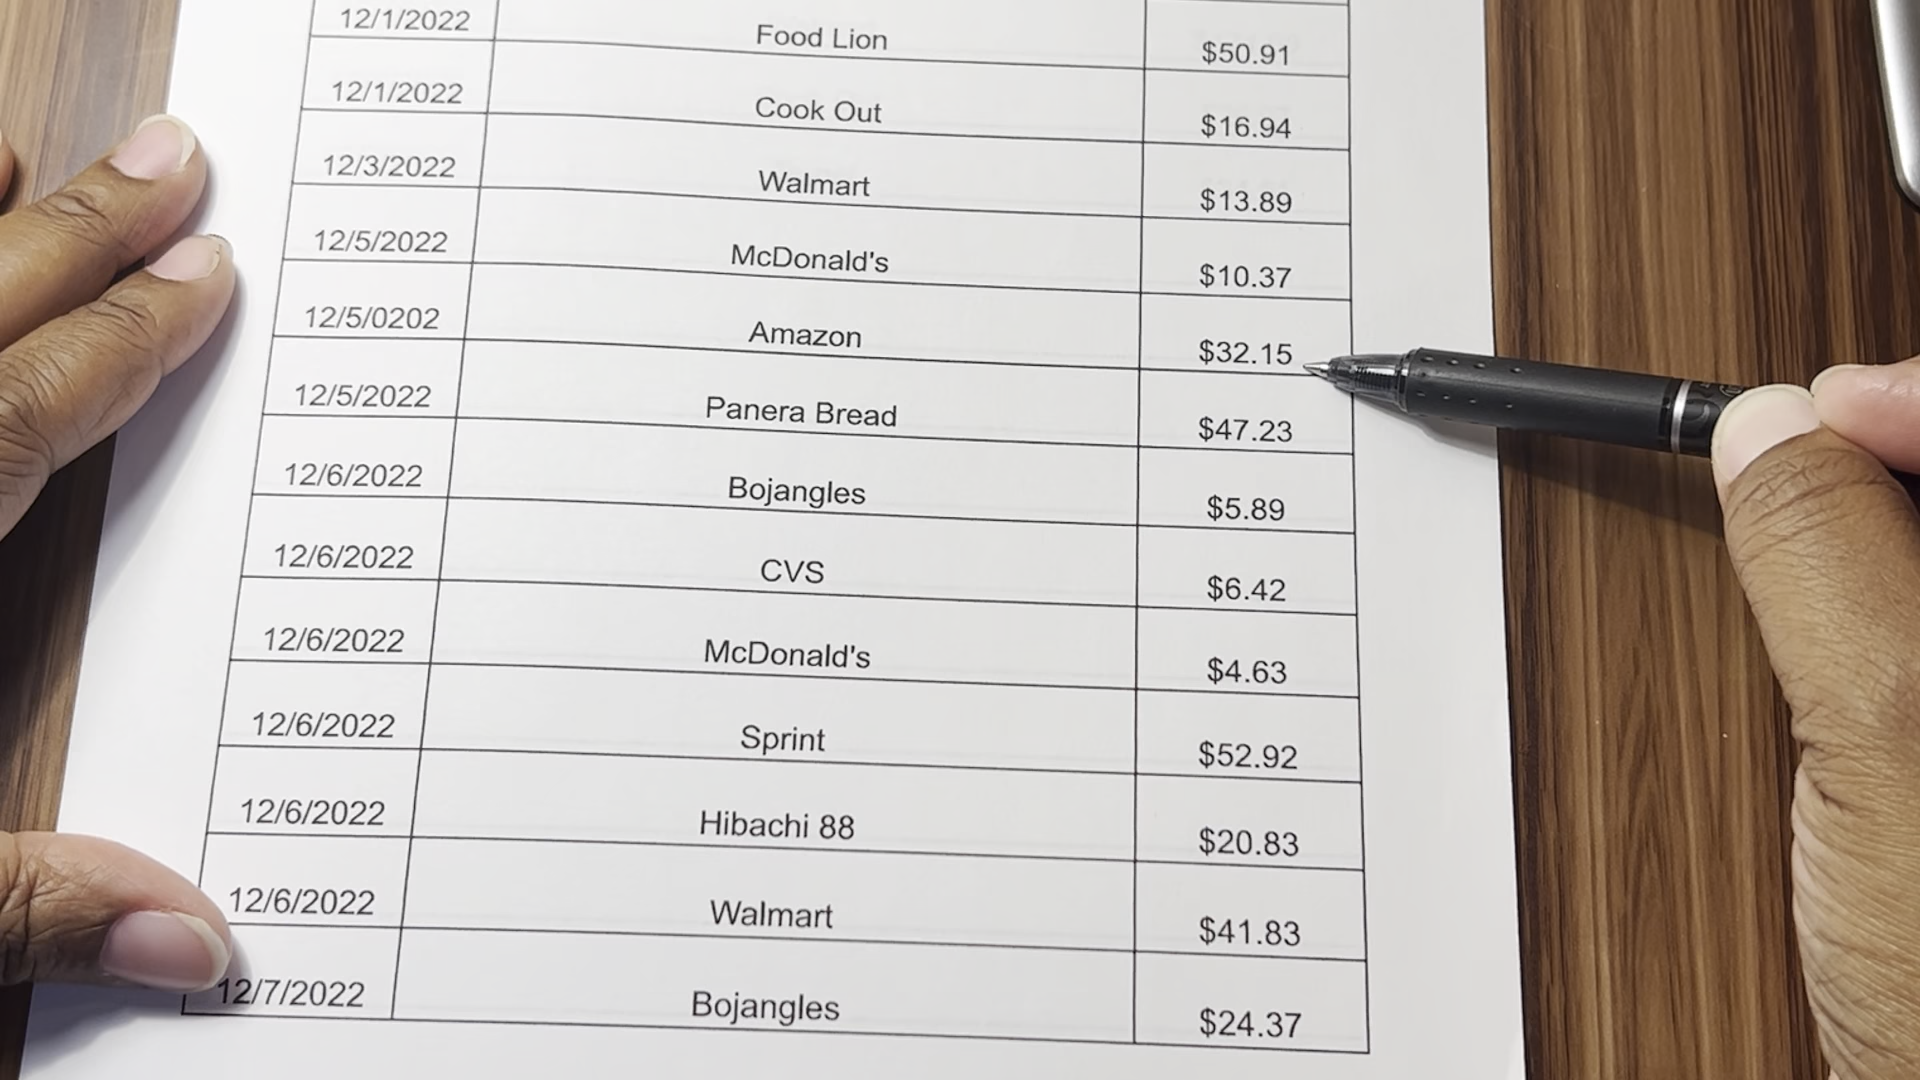 12/1/2022 Food Lion $50.91
12/1/2022 Cook Out $16.94
12/3/2022 Walmart $13.89
12/5/2022 McDonald's $10.37
12/5/0202 Amazon $32.15
12/5/2022 Panera Bread $47.23
12/6/2022 Bojangles $5.89
12/6/2022 CVS $6.42
12/6/2022 McDonald's $4.63
12/6/2022 Sprint $52.92
12/6/2022 Hibachi 88 $20.83
12/6/2022 Walmart $41.83
12/7/2022 Bojangles $24.37